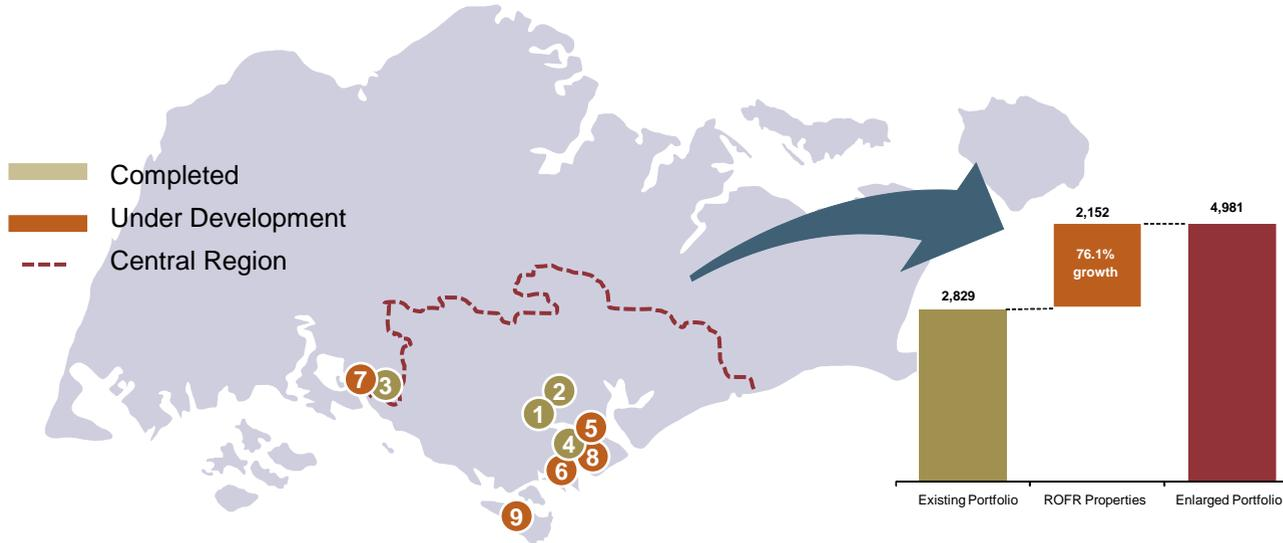 Completed
Under Development
Central Region
7
3
2
1
5
4
8
6
9
2,829
2,152
76.1%
growth
4,981
Existing Portfolio
ROFR Properties
Enlarged Portfolio